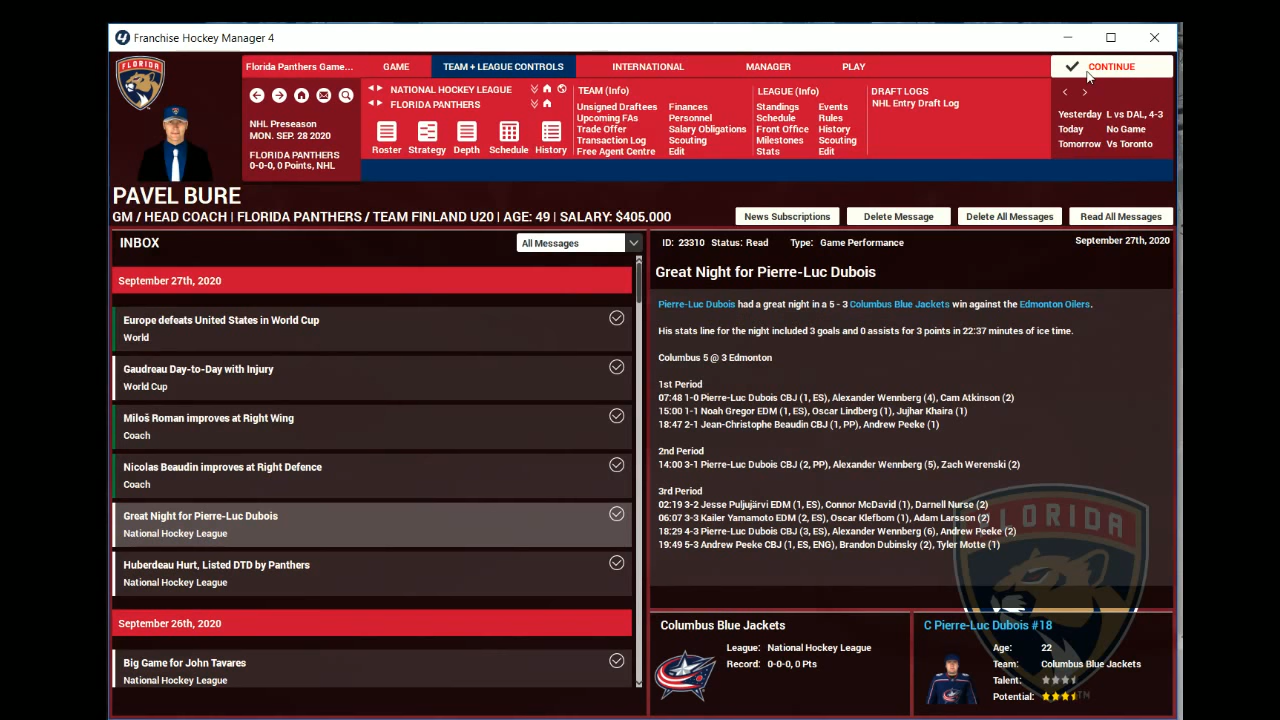 Franchise Hockey Manager 4
Florida Panthers Game...
GAME
TEAM + LEAGUE CONTROLS
INTERNATIONAL
MANAGER
PLAY
CONTINUE
FLORIDA
NHL Preseason
MON. SEP. 28 2020
FLORIDA PANTHERS
0-0-0, 0 Points, NHL
NATIONAL HOCKEY LEAGUE
FLORIDA PANTHERS
Roster Strategy Depth Schedule History
TEAM (Info)
Unsigned Draftees Finances
Upcoming FAs Personnel
Trade Offer Salary Obligations
Transaction Log Scouting
Free Agent Centre Edit
LEAGUE (Info)
Standings Events
Schedule Rules
Front Office History
Milestones Scouting
Stats Edit
DRAFT LOGS
NHL Entry Draft Log
Yesterday L vs DAL, 4-3
Today No Game
Tomorrow Vs Toronto
PAVEL BURE
GM / HEAD COACH | FLORIDA PANTHERS / TEAM FINLAND U20 | AGE: 49 | SALARY: $405.000
News Subscriptions
Delete Message
Delete All Messages
Read All Messages
INBOX
All Messages
September 27th, 2020
Europe defeats United States in World Cup
World
Gaudreau Day-to-Day with Injury
World Cup
Miloš Roman improves at Right Wing
Coach
Nicolas Beaudin improves at Right Defence
Coach
Great Night for Pierre-Luc Dubois
National Hockey League
Huberdeau Hurt, Listed DTD by Panthers
National Hockey League
September 26th, 2020
Big Game for John Tavares
National Hockey League
ID: 23310 Status: Read Type: Game Performance
September 27th, 2020
Great Night for Pierre-Luc Dubois
Pierre-Luc Dubois had a great night in a 5 - 3 Columbus Blue Jackets win against the Edmonton Oilers.
His stats line for the night included 3 goals and 0 assists for 3 points in 22:37 minutes of ice time.
Columbus 5 @ 3 Edmonton
1st Period
07:48 1-0 Pierre-Luc Dubois CBJ (1, ES), Alexander Wennberg (4), Cam Atkinson (2)
15:00 1-1 Noah Gregor EDM (1, ES), Oscar Lindberg (1), Jujhar Khaira (1)
18:47 2-1 Jean-Christophe Beaudin CBJ (1, PP), Andrew Peeke (1)
2nd Period
14:00 3-1 Pierre-Luc Dubois CBJ (2, PP), Alexander Wennberg (5), Zach Werenski (2)
3rd Period
02:19 3-2 Jesse Puljujärvi EDM (1, ES), Connor McDavid (1), Darnell Nurse (2)
06:07 3-3 Kailer Yamamoto EDM (2, ES), Oscar Klefbom (1), Adam Larsson (2)
18:29 4-3 Pierre-Luc Dubois CBJ (3, ES), Alexander Wennberg (6), Andrew Peeke (2)
19:49 5-3 Andrew Peeke CBJ (1, ES, ENG), Brandon Dubinsky (2), Tyler Motte (1)
FLORIDA
Columbus Blue Jackets
League: National Hockey League
Record: 0-0-0, 0 Pts
C Pierre-Luc Dubois #18
Age: 22
Team: Columbus Blue Jackets
Talent:
Potential:
TM